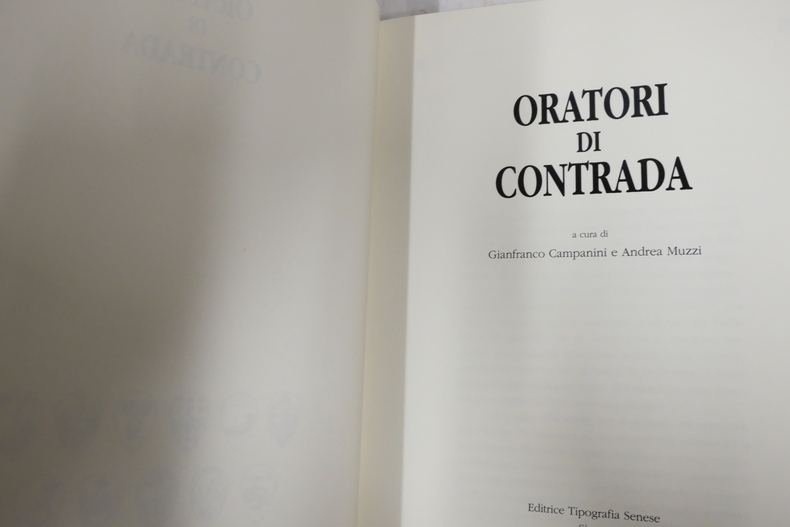 ORATORI
DI
CONTRADA
a cura di
Gianfranco Campanini e Andrea Muzzi
Editrice Tipografia Senese